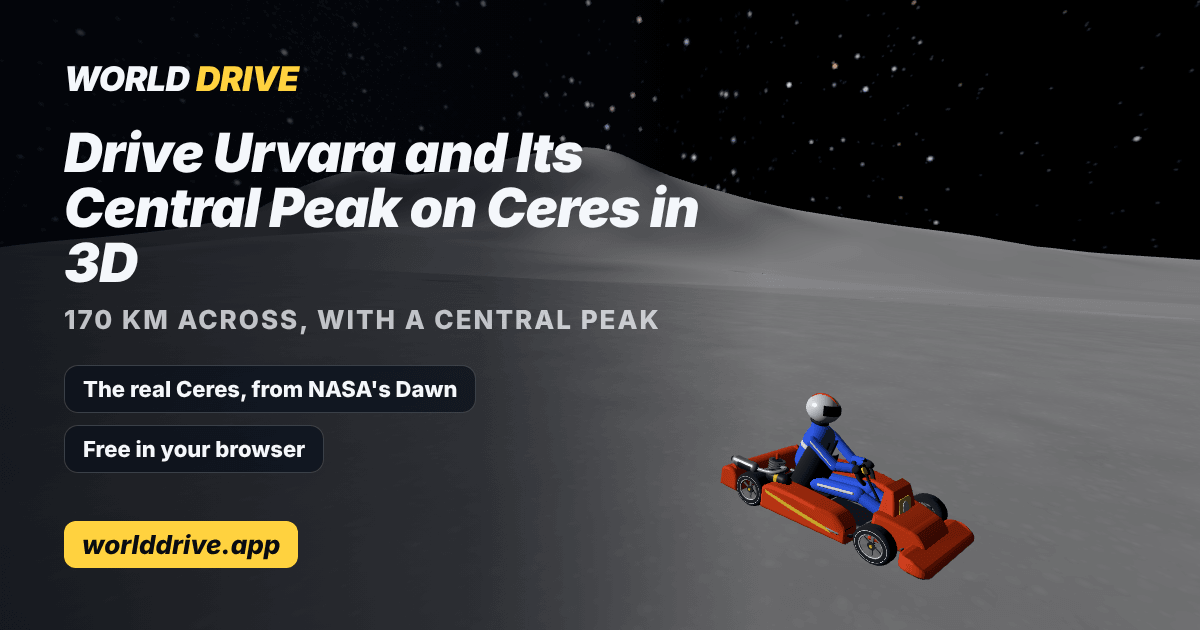 WORLD DRIVE
Drive Urvara and Its
Central Peak on Ceres in
3D
170 KM ACROSS, WITH A CENTRAL PEAK
The real Ceres, from NASA's Dawn
Free in your browser
worlddrive.app